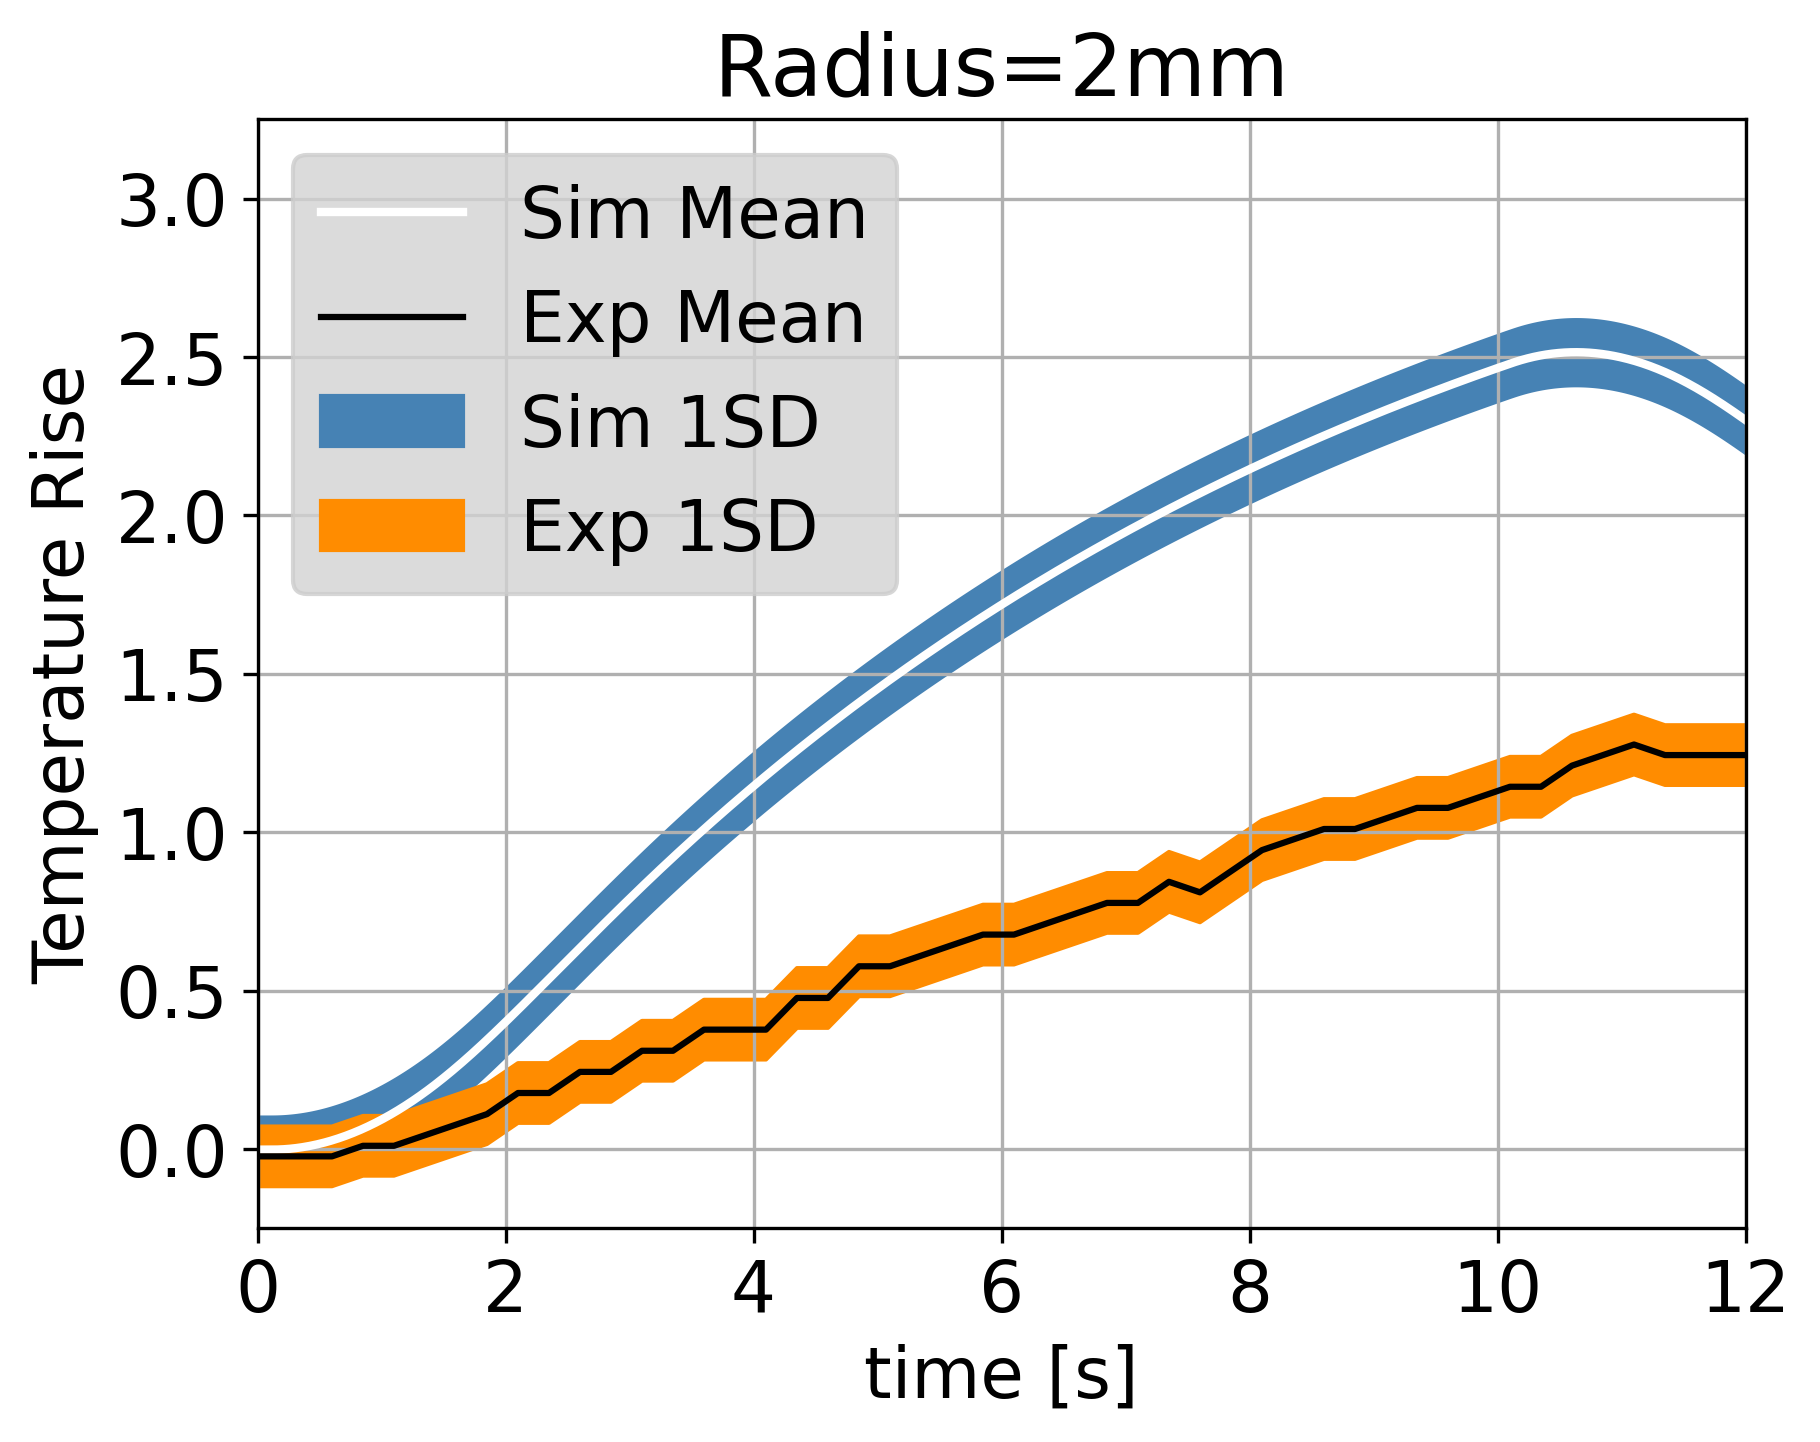 Radius=2mm
Sim Mean
Exp Mean
Sim 1SD
Exp 1SD
Temperature Rise
3.0
2.5
2.0
1.5
1.0
0.5
0.0
0 2 4 6 8 10 12
time [s]